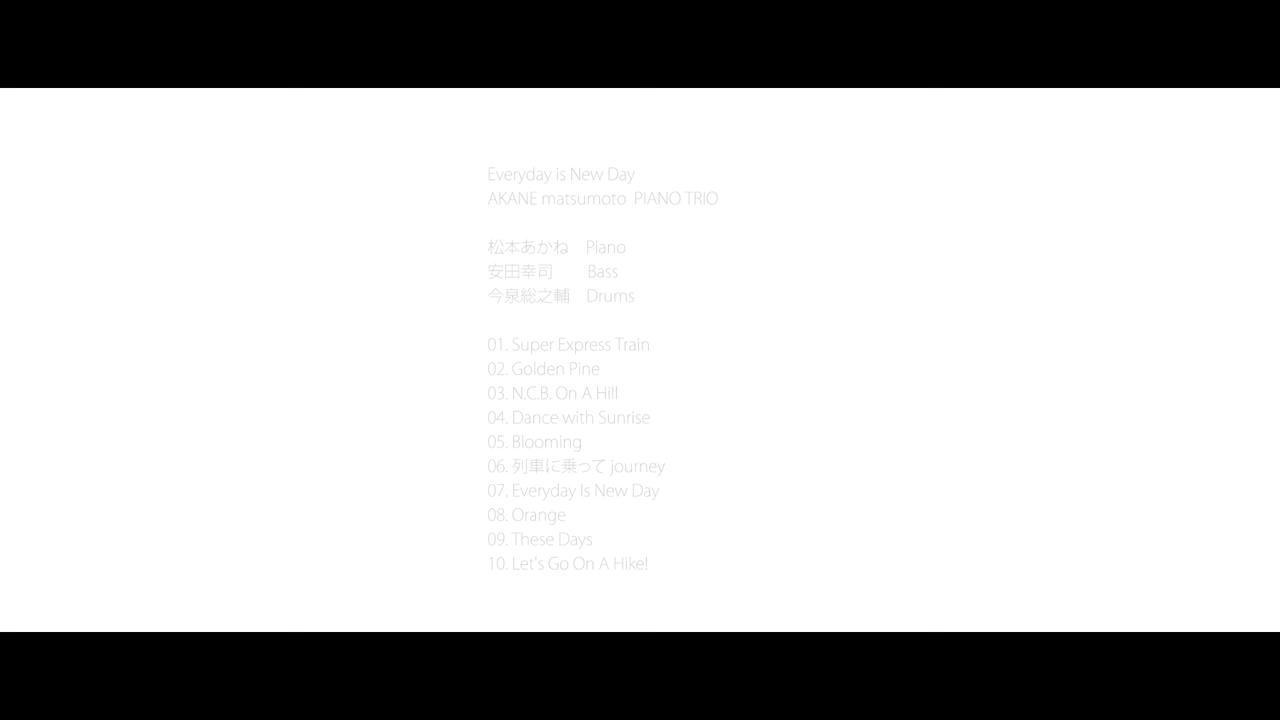 Everyday is New Day
AKANE matsumoto PIANO TRIO
松本あかね Piano
安田幸司 Bass
今泉総之輔 Drums
01. Super Express Train
02. Golden Pine
03. N.C.B. On A Hill
04. Dance with Sunrise
05. Blooming
06. 列車に乗って journey
07. Everyday Is New Day
08. Orange
09. These Days
10. Let's Go On A Hike!